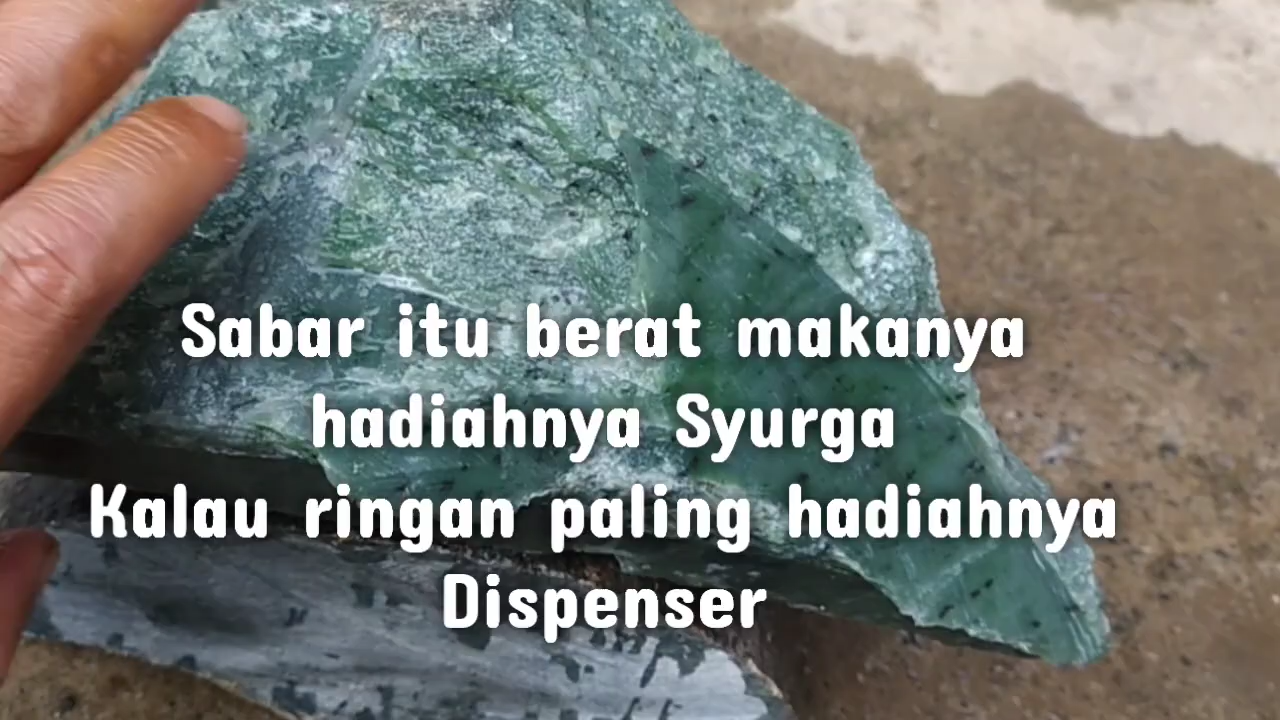 Sabar itu berat makanya
hadiahnya Syurga
Kalau ringan paling hadiahnya
Dispenser